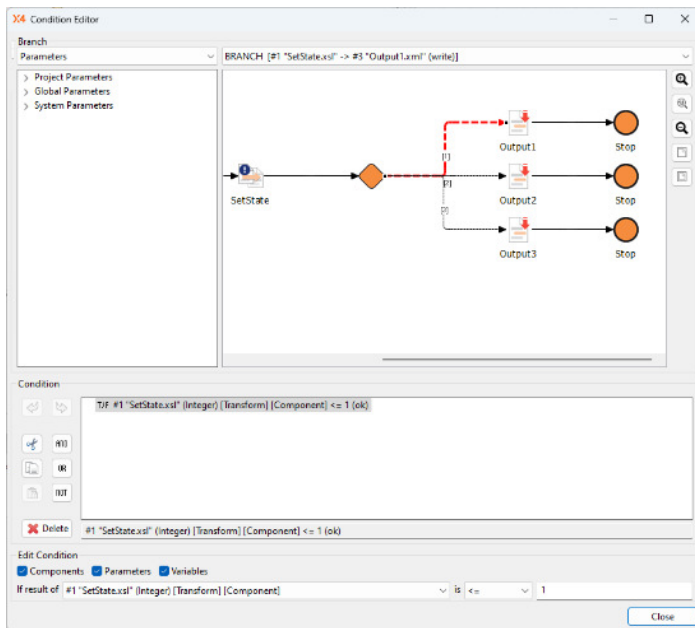 X4 Condition Editor
Branch
Parameters
BRANCH [#1 "SetState.xsl" -> #3 "Output1.xml" (write)]
> Project Parameters
> Global Parameters
> System Parameters
SetState
[1]
[2]
Output1
Stop
Output2
Stop
Output3
Stop
Condition
T/F #1 "SetState.xsl" (Integer) [Transform] [Component] <= 1 (ok)
AND
OR
NOT
Delete
#1 "SetState.xsl" (Integer) [Transform] [Component] <= 1 (ok)
Edit Condition
Components Parameters Variables
If result of #1 "SetState.xsl" (Integer) [Transform] [Component] is <= 1
Close